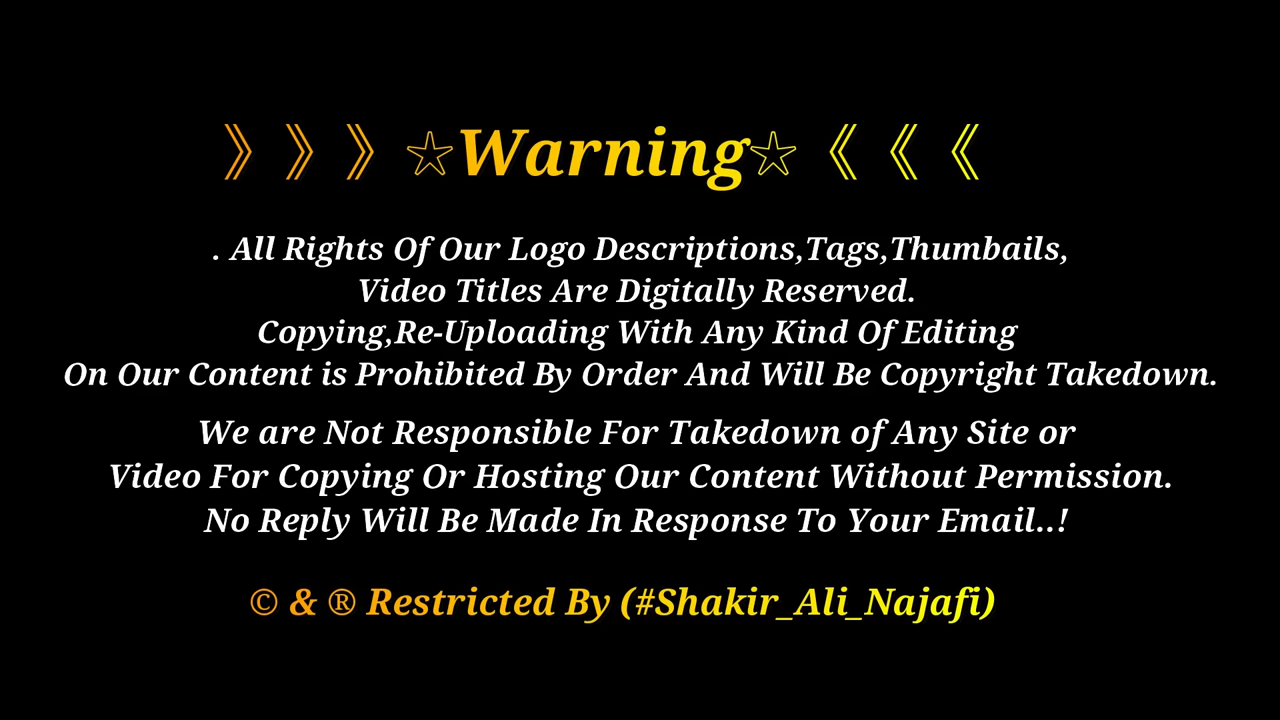 》》》☆Warning☆《《《
. All Rights Of Our Logo Descriptions,Tags,Thumbails,
Video Titles Are Digitally Reserved.
Copying,Re-Uploading With Any Kind Of Editing
On Our Content is Prohibited By Order And Will Be Copyright Takedown.
We are Not Responsible For Takedown of Any Site or
Video For Copying Or Hosting Our Content Without Permission.
No Reply Will Be Made In Response To Your Email..!
© & ® Restricted By (#Shakir_Ali_Najafi)